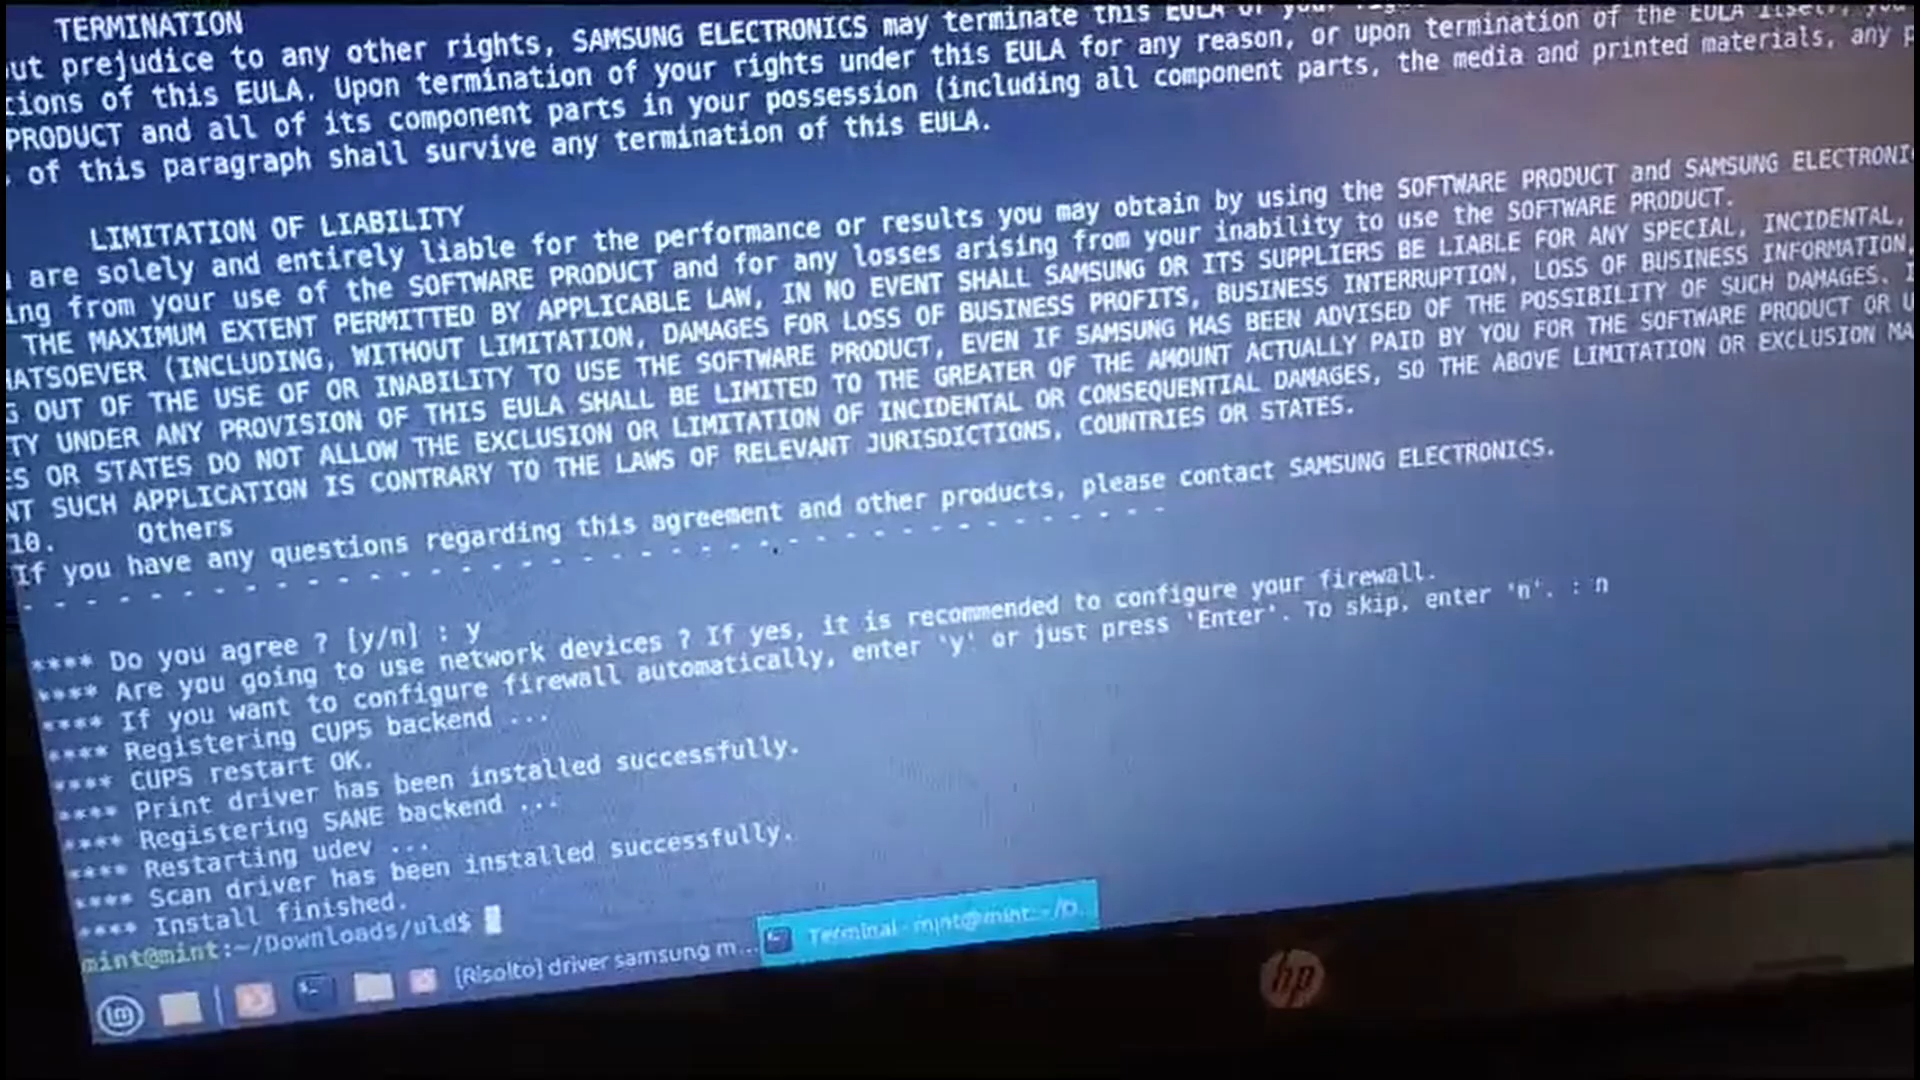 TERMINATION
out prejudice to any other rights, SAMSUNG ELECTRONICS may terminate this EULA or your
tions of this EULA. Upon termination of your rights under this EULA for any reason, or upon termination of the EULA itself, you
PRODUCT and all of its component parts in your possession (including all component parts, the media and printed materials, any
of this paragraph shall survive any termination of this EULA.
LIMITATION OF LIABILITY
are solely and entirely liable for the performance or results you may obtain by using the SOFTWARE PRODUCT and SAMSUNG ELECTRONI
ing from your use of the SOFTWARE PRODUCT and for any losses arising from your inability to use the SOFTWARE PRODUCT.
THE MAXIMUM EXTENT PERMITTED BY APPLICABLE LAW, IN NO EVENT SHALL SAMSUNG OR ITS SUPPLIERS BE LIABLE FOR ANY SPECIAL, INCIDENTAL,
HATSOEVER (INCLUDING, WITHOUT LIMITATION, DAMAGES FOR LOSS OF BUSINESS PROFITS, BUSINESS INTERRUPTION, LOSS OF BUSINESS INFORMATION,
G OUT OF THE USE OF OR INABILITY TO USE THE SOFTWARE PRODUCT, EVEN IF SAMSUNG HAS BEEN ADVISED OF THE POSSIBILITY OF SUCH DAMAGES. I
TY UNDER ANY PROVISION OF THIS EULA SHALL BE LIMITED TO THE GREATER OF THE AMOUNT ACTUALLY PAID BY YOU FOR THE SOFTWARE PRODUCT OR U
ES OR STATES DO NOT ALLOW THE EXCLUSION OR LIMITATION OF INCIDENTAL OR CONSEQUENTIAL DAMAGES, SO THE ABOVE LIMITATION OR EXCLUSION MA
NT SUCH APPLICATION IS CONTRARY TO THE LAWS OF RELEVANT JURISDICTIONS, COUNTRIES OR STATES.
10. Others
If you have any questions regarding this agreement and other products, please contact SAMSUNG ELECTRONICS.
- - - - - - - - - - - - - - - - - - - - - - - - - - - - - - - - - - - -
**** Do you agree ? [y/n] : y
**** Are you going to use network devices ? If yes, it is recommended to configure your firewall.
**** If you want to configure firewall automatically, enter 'y' or just press 'Enter'. To skip, enter 'n'. : n
**** Registering CUPS backend ...
**** CUPS restart OK.
**** Print driver has been installed successfully.
**** Registering SANE backend ...
**** Restarting udev ...
**** Scan driver has been installed successfully.
**** Install finished.
mint@mint:~/Downloads/uld$
[Risolto] driver samsung m...
Terminal - mint@mint: ~/D...
hp